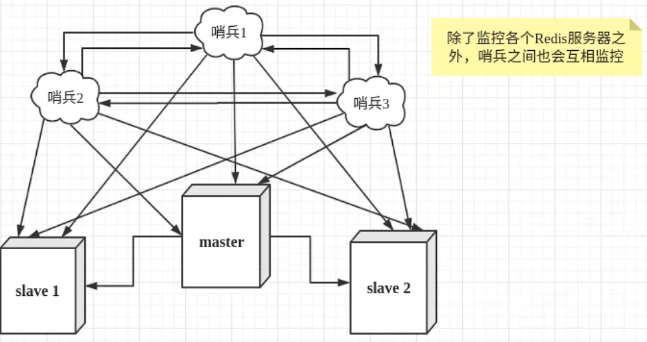 哨兵1
除了监控各个Redis服务器之
外，哨兵之间也会互相监控
哨兵2
哨兵3
master
slave 1
slave 2